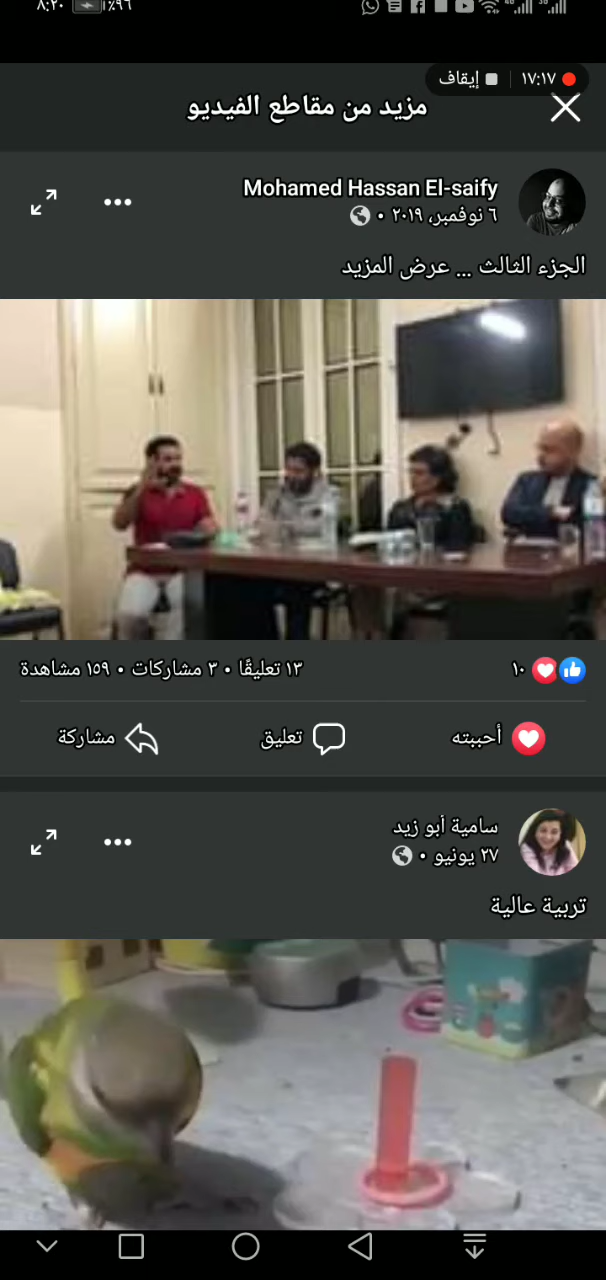 ٨:٢٠ ٪٩٦
١٧:١٧ إيقاف
مزيد من مقاطع الفيديو
Mohamed Hassan El-saify
٦ نوفمبر، ٢٠١٩ •
الجزء الثالث ... عرض المزيد
١٠ ١٣ تعليقًا • ٣ مشاركات • ١٥٩ مشاهدة
أحببته تعليق مشاركة
سامية أبو زيد
٢٧ يونيو •
تربية عالية